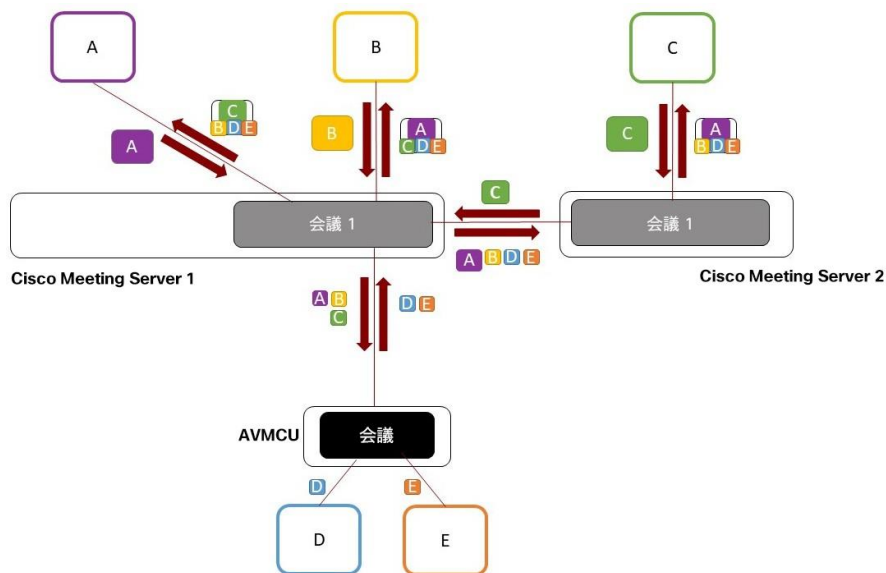 A
B
C
C
B D E
A
B
A
C D E
C
A
B D E
C
会議 1
会議 1
A B D E
Cisco Meeting Server 1
Cisco Meeting Server 2
A B
C
D E
AVMCU
会議
D
E
D
E